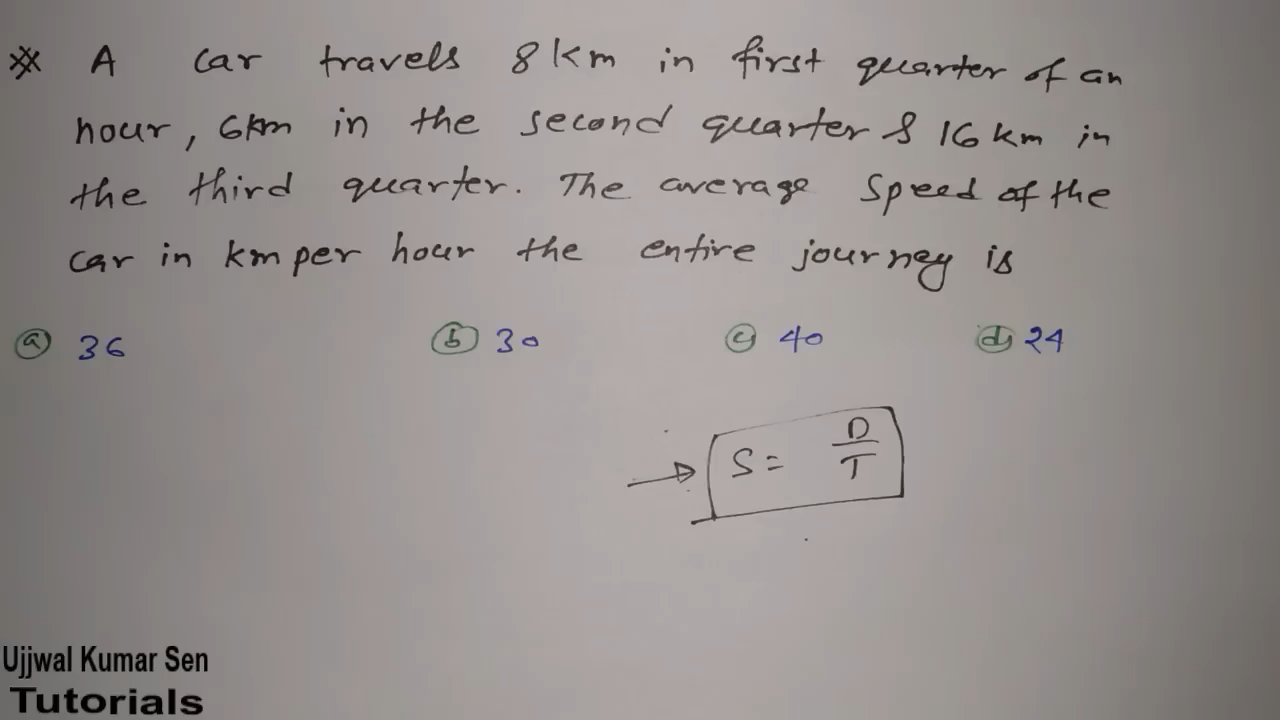 ※ A car travels 8km in first quarter of an
hour, 6km in the second quarter & 16 km in
the third quarter. The average Speed of the
car in km per hour the entire journey is
(a) 36 (b) 30 (c) 40 (d) 24
S = D/T
Ujjwal Kumar Sen
Tutorials